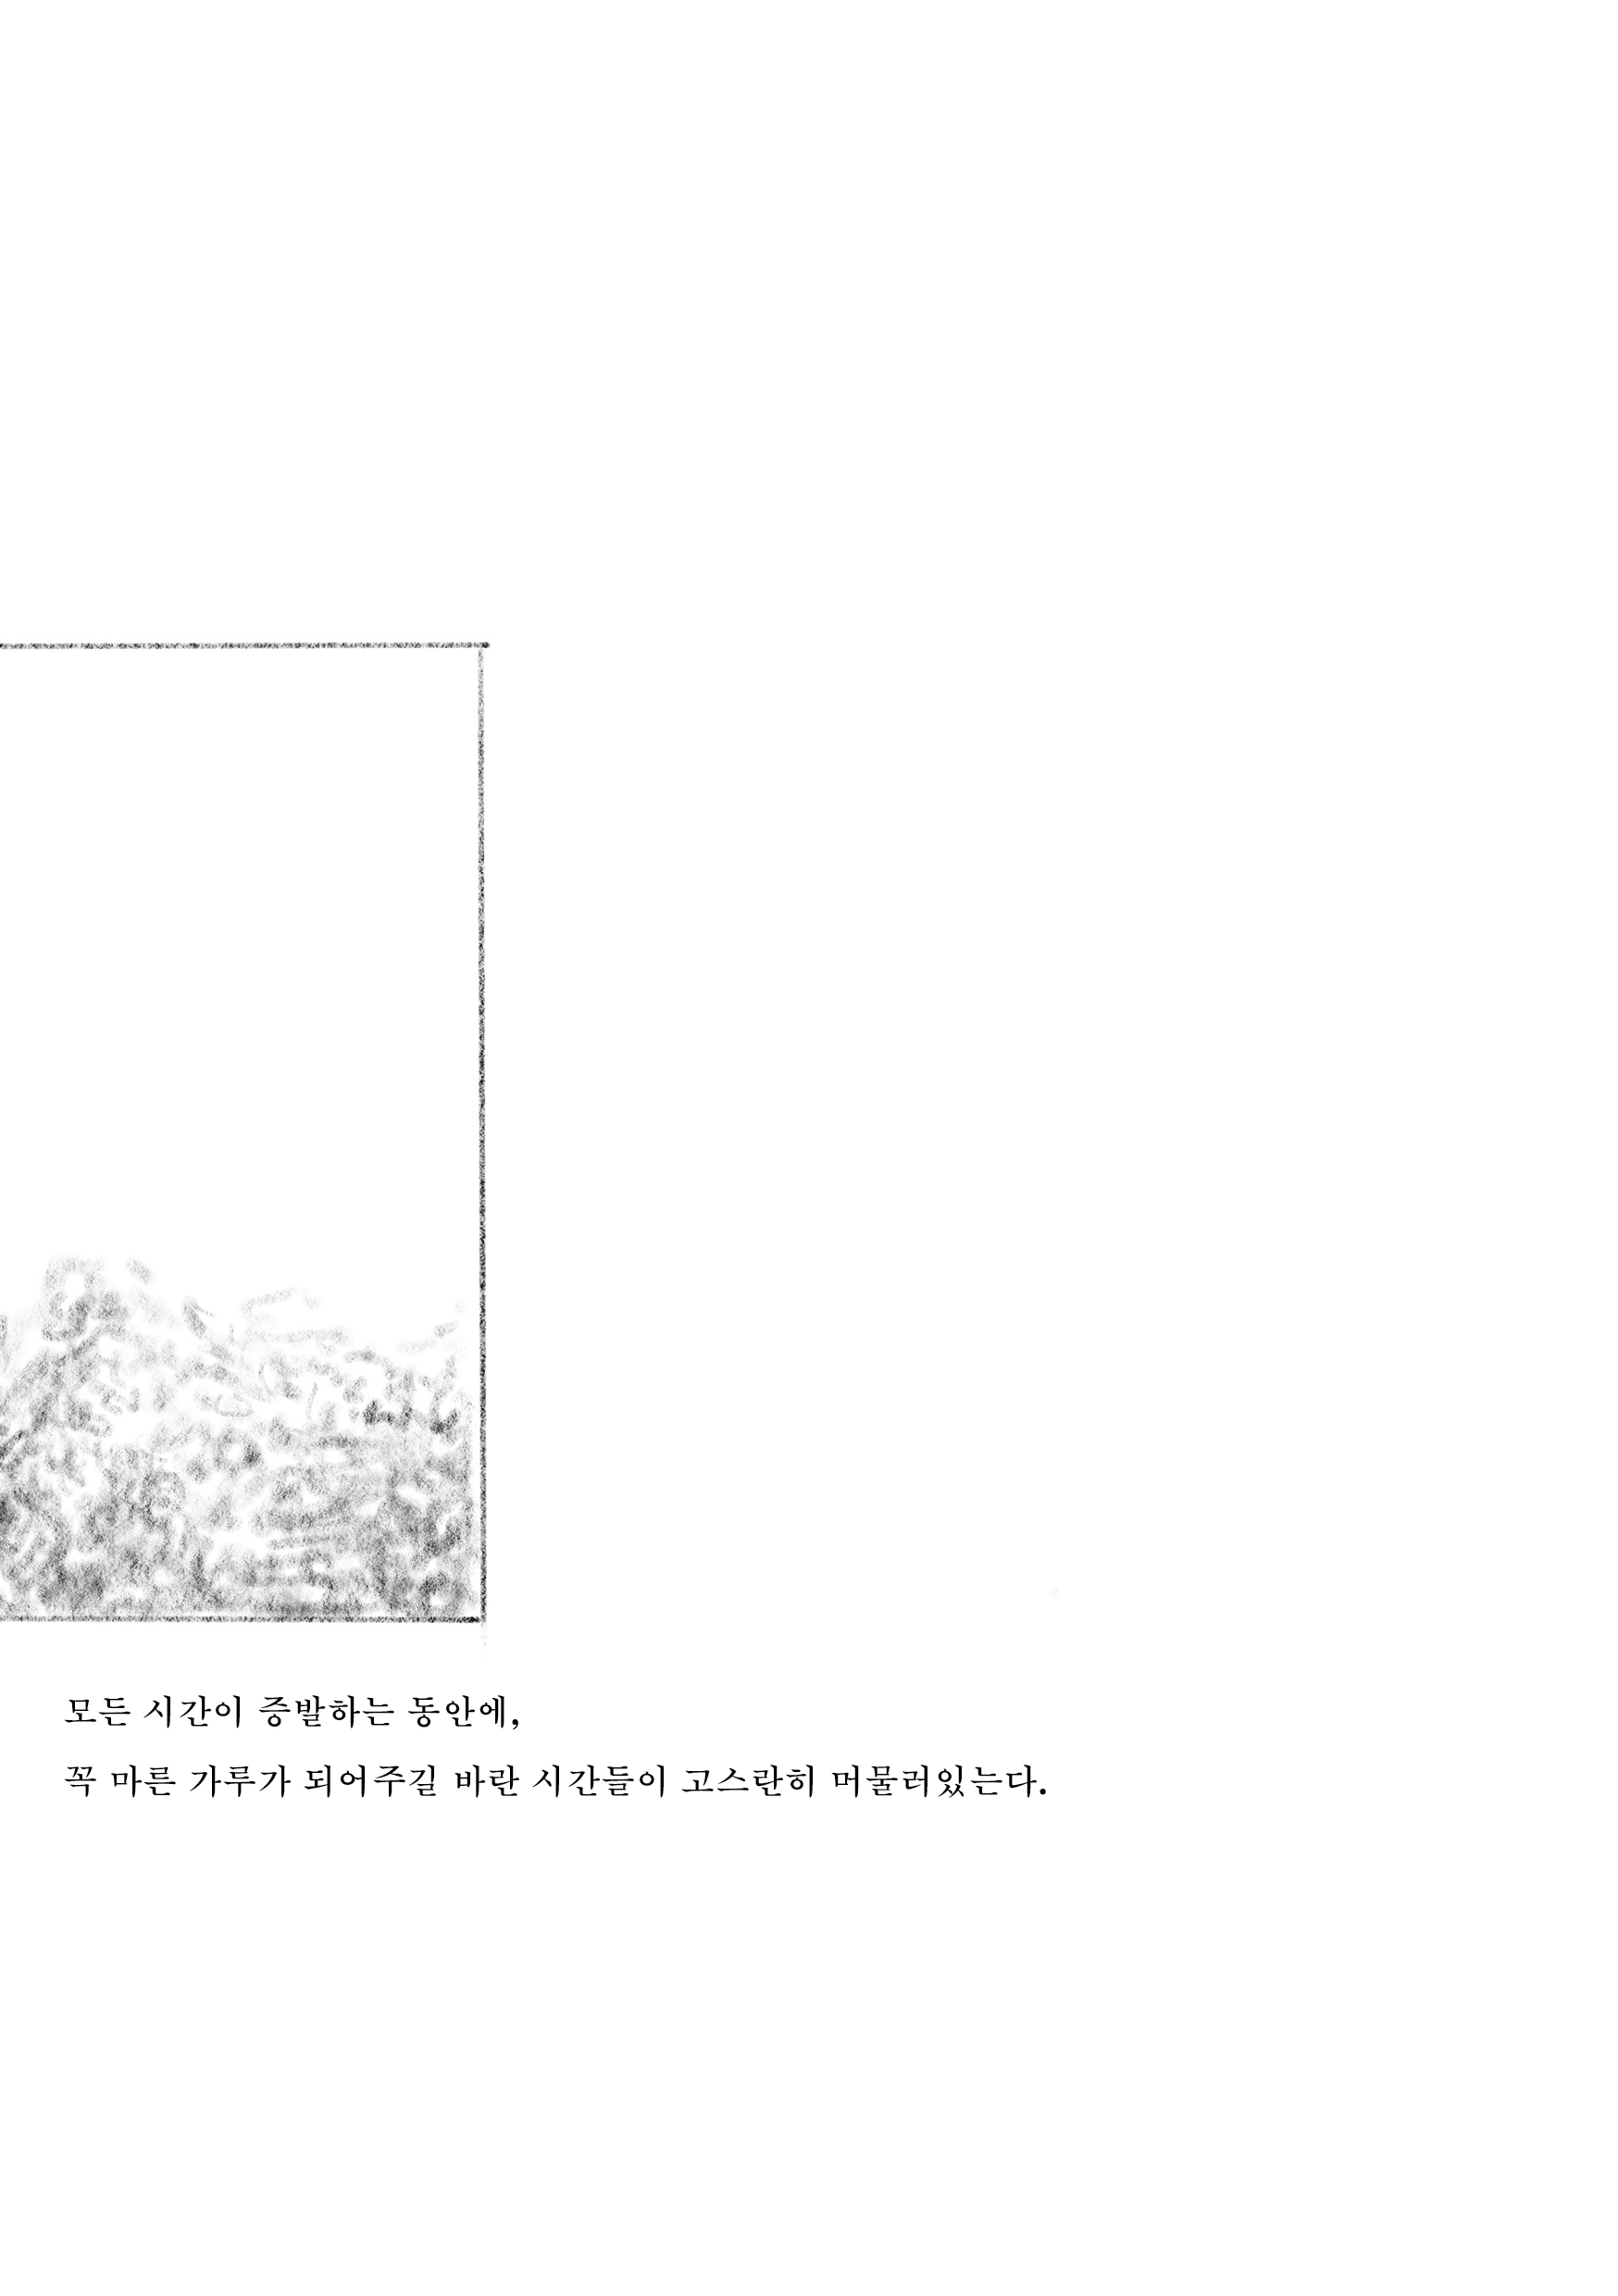 모든 시간이 증발하는 동안에,
꼭 마른 가루가 되어주길 바란 시간들이 고스란히 머물러있는다.